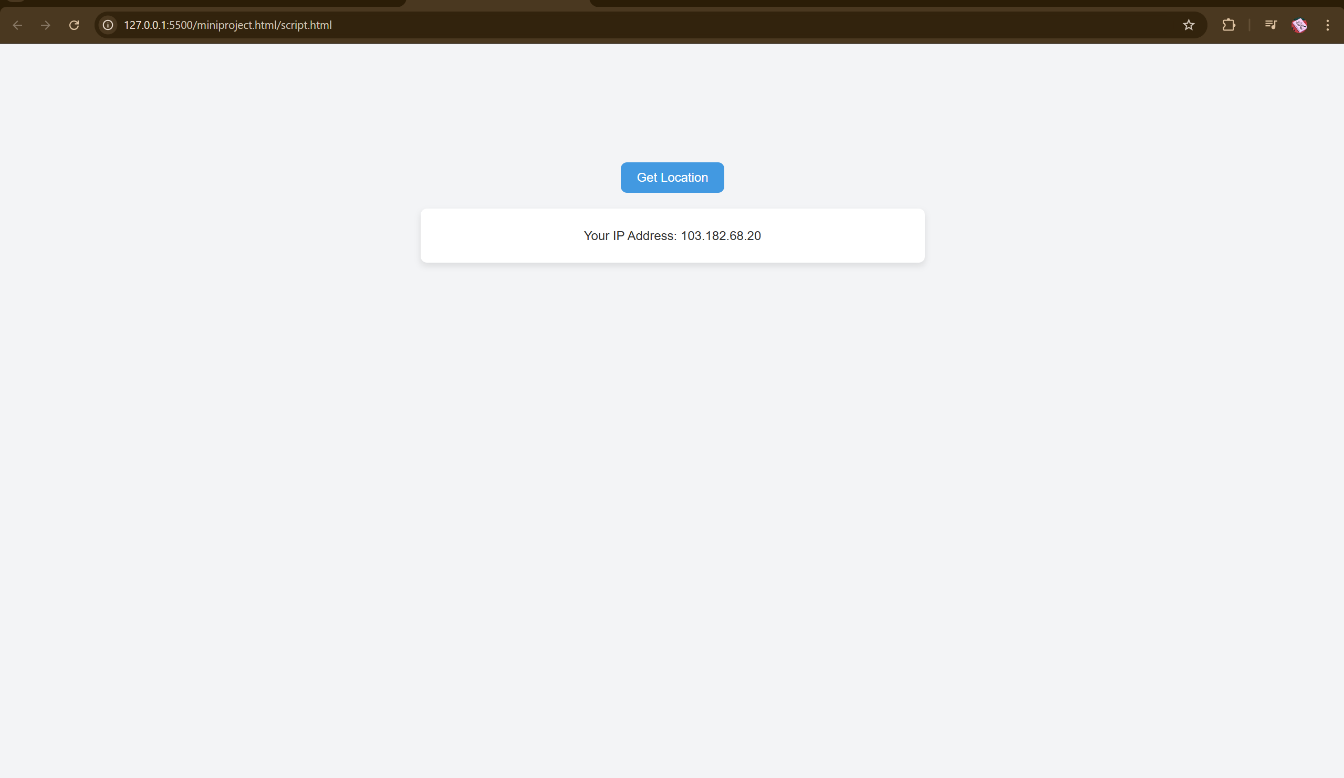 127.0.0.1:5500/miniproject.html/script.html
Get Location
Your IP Address: 103.182.68.20